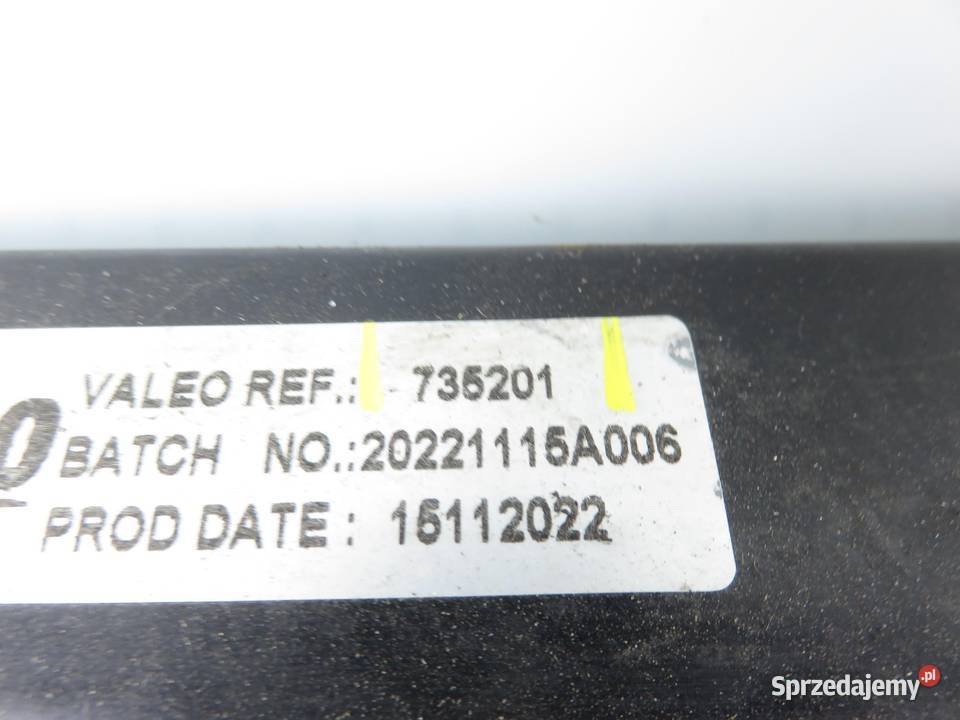 VALEO REF.: 735201
BATCH NO.:20221115A006
PROD DATE : 15112022
Sprzedajemy.pl